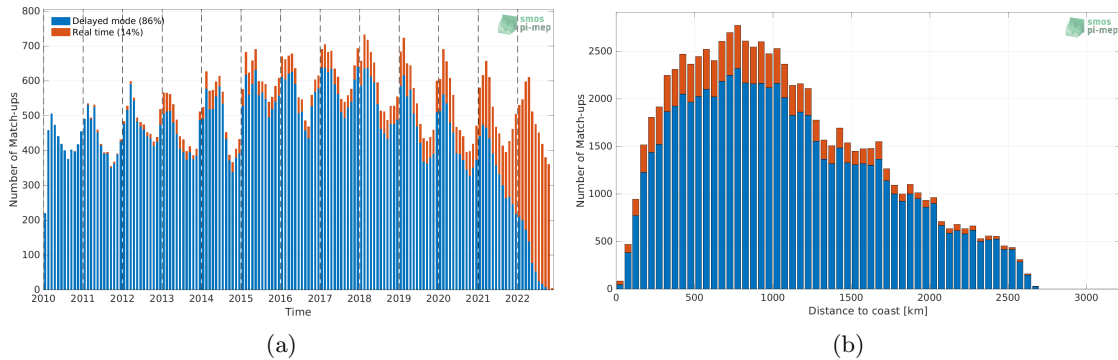 Delayed mode (86%)
Real time (14%)
smos
pi-mep
Number of Match-ups
800
700
600
500
400
300
200
100
0
2010 2011 2012 2013 2014 2015 2016 2017 2018 2019 2020 2021 2022
Time
(a)
smos
pi-mep
Number of Match-ups
2500
2000
1500
1000
500
0
0 500 1000 1500 2000 2500 3000
Distance to coast [km]
(b)